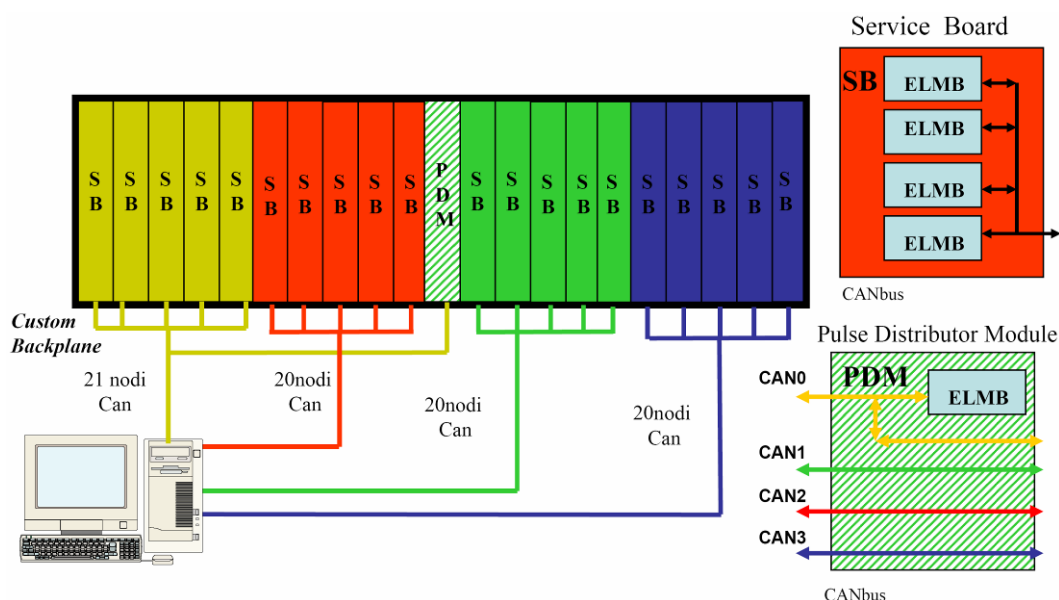 Service Board
SB
ELMB
ELMB
ELMB
ELMB
CANbus
S B
S B
S B
S B
S B
S B
S B
S B
S B
S B
P D M
S B
S B
S B
S B
S B
S B
S B
S B
S B
S B
Custom
Backplane
21 nodi
Can
20nodi
Can
20nodi
Can
20nodi
Can
Pulse Distributor Module
PDM
ELMB
CAN0
CAN1
CAN2
CAN3
CANbus